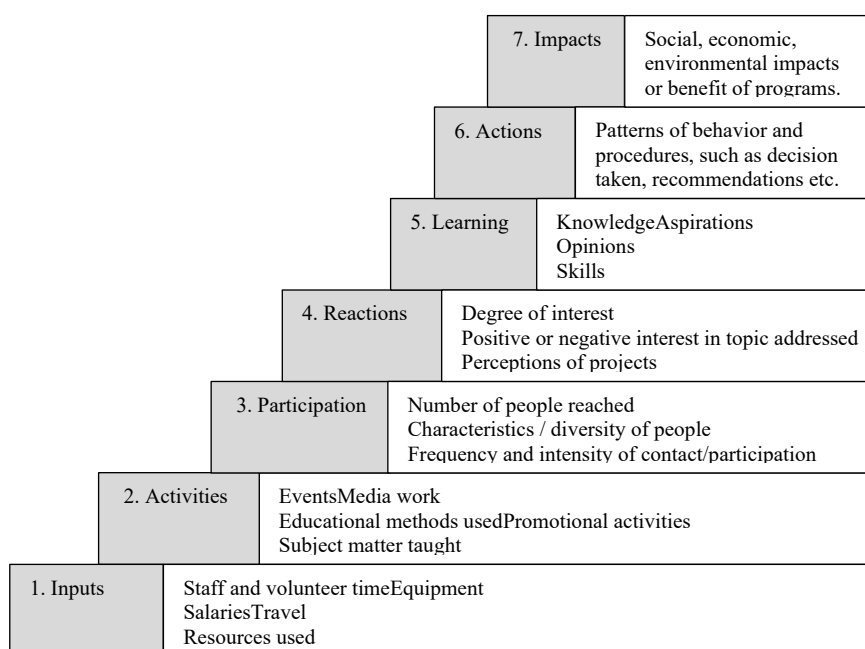 7. Impacts
Social, economic,
environmental impacts
or benefit of programs.
6. Actions
Patterns of behavior and
procedures, such as decision
taken, recommendations etc.
5. Learning
KnowledgeAspirations
Opinions
Skills
4. Reactions
Degree of interest
Positive or negative interest in topic addressed
Perceptions of projects
3. Participation
Number of people reached
Characteristics / diversity of people
Frequency and intensity of contact/participation
2. Activities
EventsMedia work
Educational methods usedPromotional activities
Subject matter taught
1. Inputs
Staff and volunteer timeEquipment
SalariesTravel
Resources used